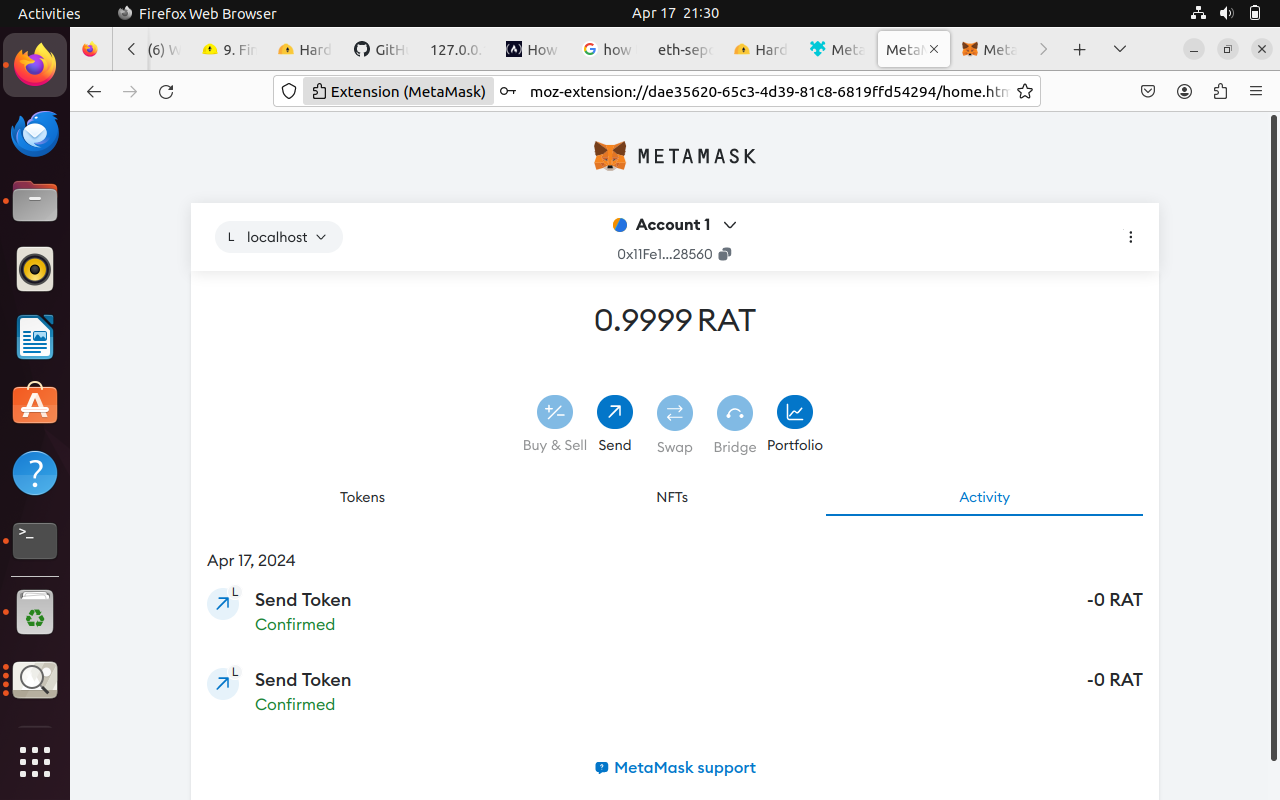 Activities Firefox Web Browser Apr 17 21:30
(6) W 9. Fir Hard GitHu 127.0.0. How how eth-sepo Hard Meta MetaM Meta
Extension (MetaMask) moz-extension://dae35620-65c3-4d39-81c8-6819ffd54294/home.htm
METAMASK
L localhost Account 1
0x11Fe1...28560
0.9999 RAT
Buy & Sell Send Swap Bridge Portfolio
Tokens NFTs Activity
Apr 17, 2024
L
Send Token -0 RAT
Confirmed
L
Send Token -0 RAT
Confirmed
MetaMask support